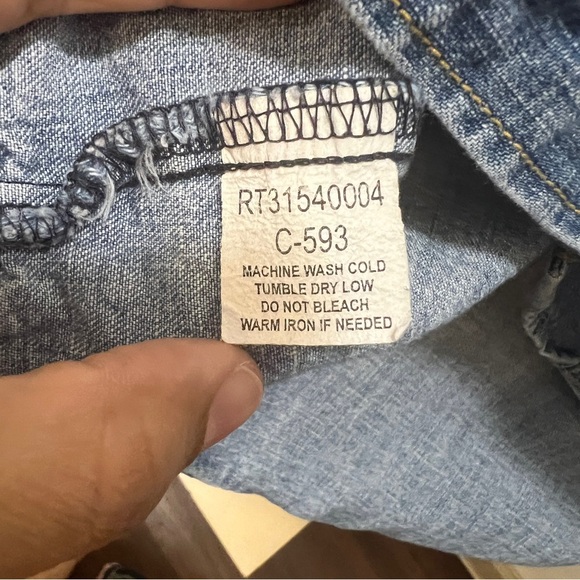 RT31540004
C-593
MACHINE WASH COLD
TUMBLE DRY LOW
DO NOT BLEACH
WARM IRON IF NEEDED